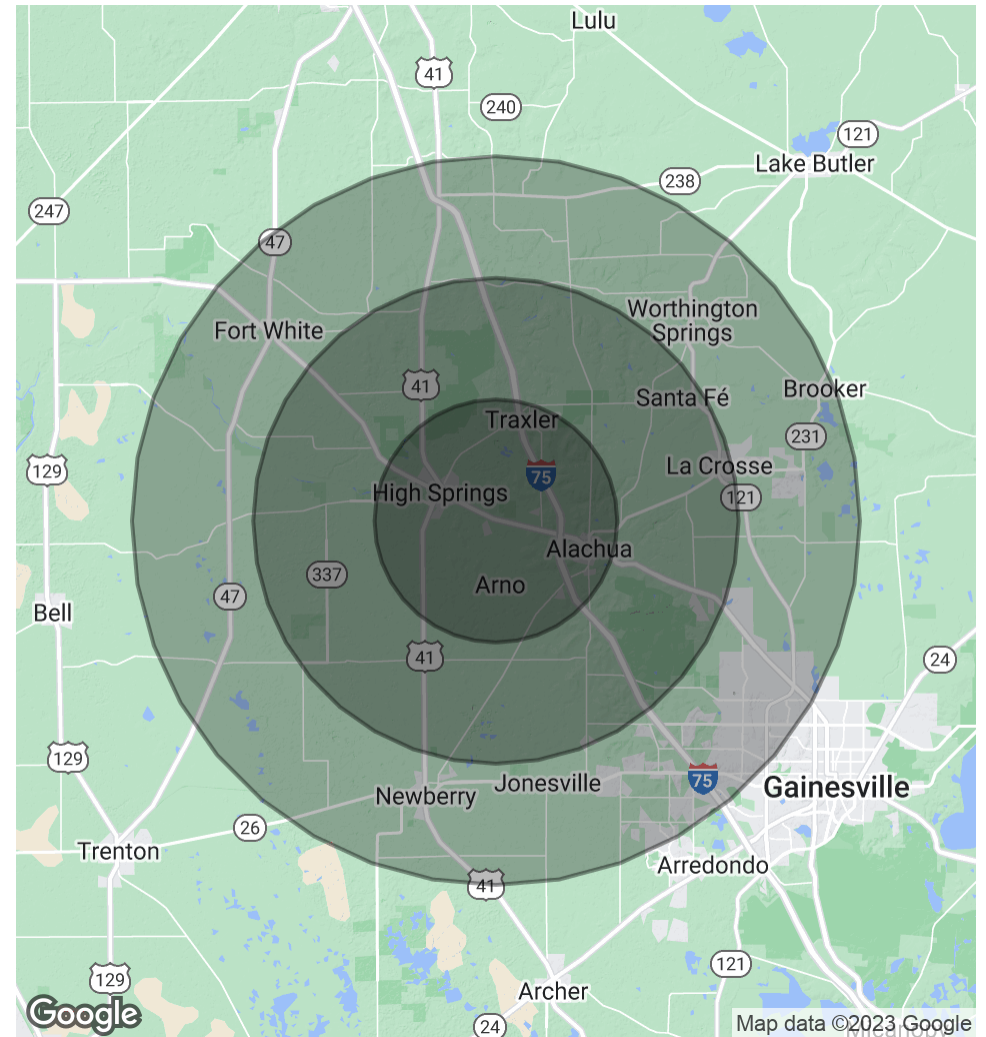 Lulu
41
240
121
Lake Butler
238
247
47
Worthington
Springs
Fort White
41
Santa Fé
Brooker
Traxler
231
129
La Crosse
75
High Springs
121
Alachua
337
Arno
47
Bell
41
24
129
75
Jonesville
Gainesville
Newberry
26
Trenton
Arredondo
41
121
129
Archer
Google
24
Map data ©2023 Google
Micanopy